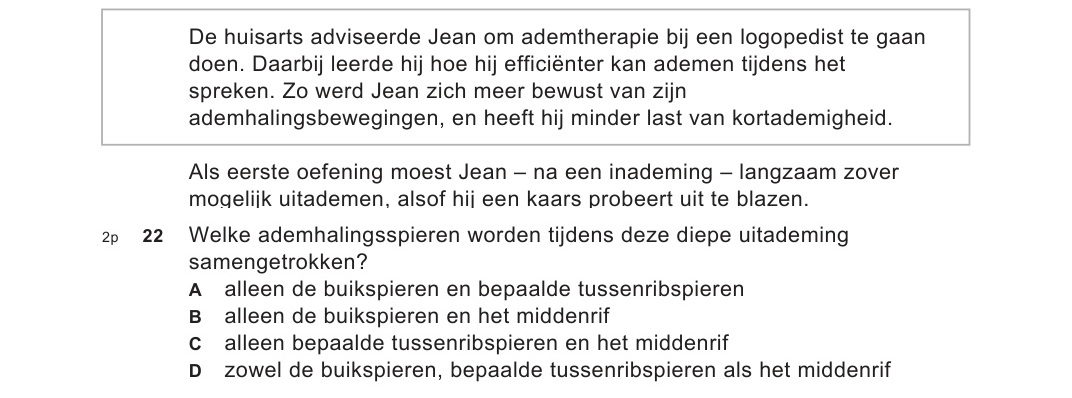 De huisarts adviseerde Jean om ademtherapie bij een logopedist te gaan
doen. Daarbij leerde hij hoe hij efficiënter kan ademen tijdens het
spreken. Zo werd Jean zich meer bewust van zijn
ademhalingsbewegingen, en heeft hij minder last van kortademigheid.
Als eerste oefening moest Jean – na een inademing – langzaam zover
mogelijk uitademen, alsof hij een kaars probeert uit te blazen.
2p 22 Welke ademhalingsspieren worden tijdens deze diepe uitademing
samengetrokken?
A alleen de buikspieren en bepaalde tussenribspieren
B alleen de buikspieren en het middenrif
C alleen bepaalde tussenribspieren en het middenrif
D zowel de buikspieren, bepaalde tussenribspieren als het middenrif